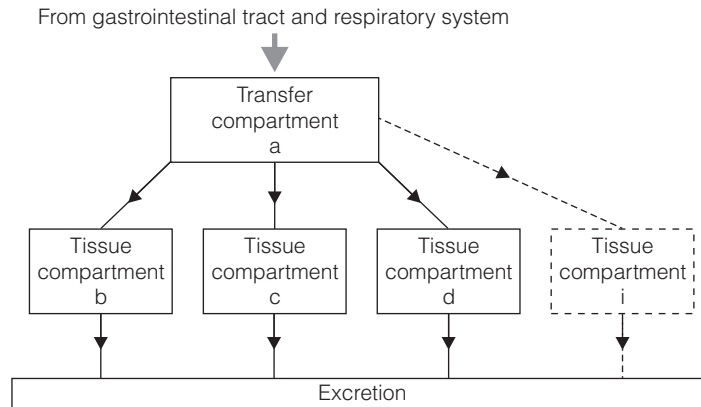 From gastrointestinal tract and respiratory system
Transfer
compartment
a
Tissue
compartment
b
Tissue
compartment
c
Tissue
compartment
d
Tissue
compartment
i
Excretion